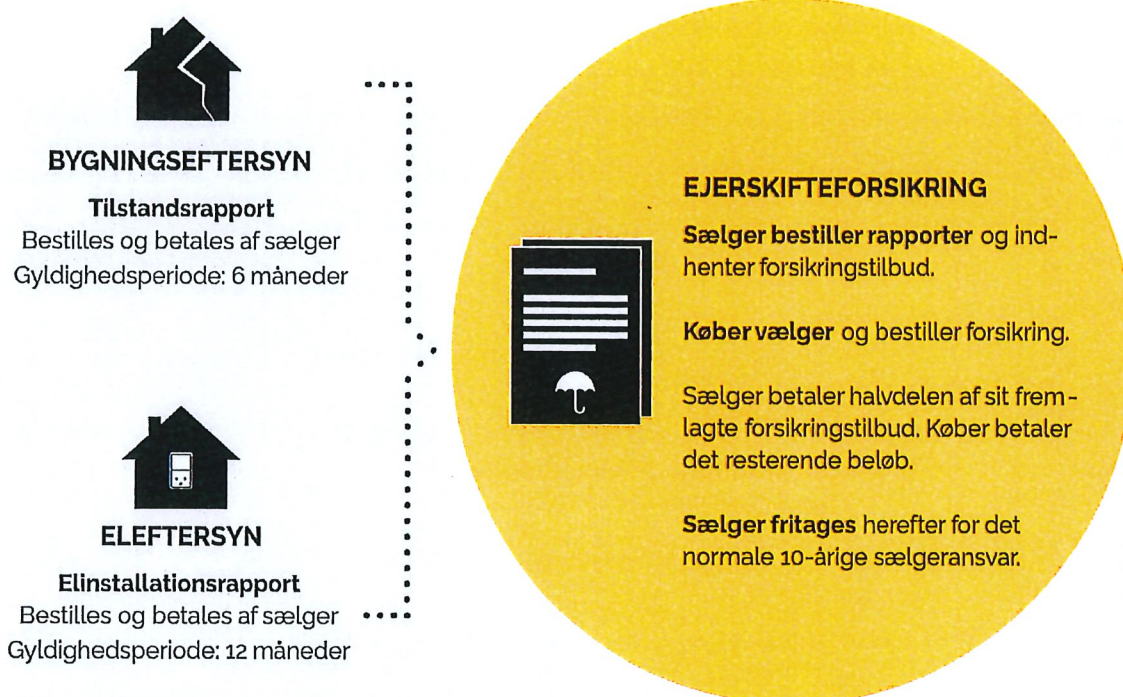 BYGNINGSEFTERSYN
Tilstandsrapport
Bestilles og betales af sælger
Gyldighedsperiode: 6 måneder
ELEFTERSYN
Elinstallationsrapport
Bestilles og betales af sælger
Gyldighedsperiode: 12 måneder
EJERSKIFTEFORSIKRING
Sælger bestiller rapporter og ind-
henter forsikringstilbud.
Køber vælger og bestiller forsikring.
Sælger betaler halvdelen af sit frem-
lagte forsikringstilbud. Køber betaler
det resterende beløb.
Sælger fritages herefter for det
normale 10-årige sælgeransvar.